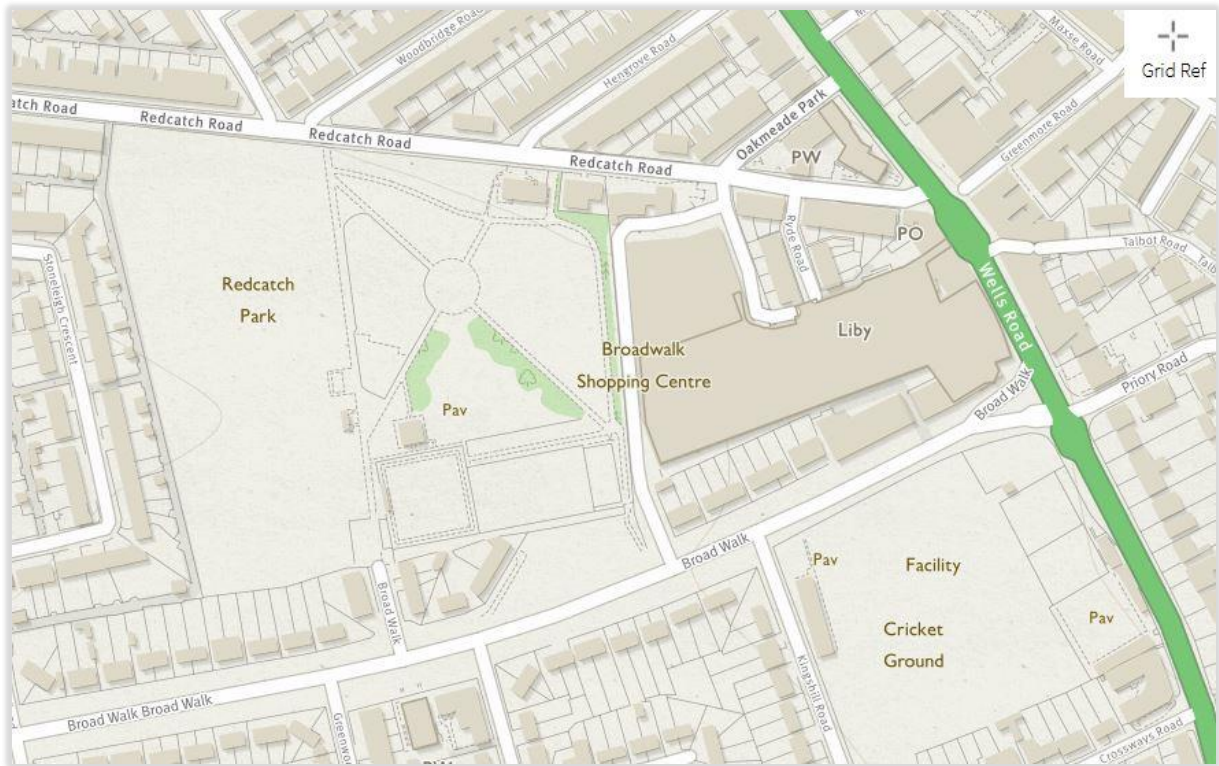 Woodbridge Road
Hengrove Road
Maxse Road
Grid Ref
atch Road
Redcatch Road
Redcatch Road
Redcatch Road
Oakmeade Park
PW
Greenmore Road
Ryde Road
PO
Talbot Road
Talb
Stoneleigh Crescent
Redcatch
Park
Wells Road
Liby
Broadwalk
Shopping Centre
Priory Road
Broad Walk
Pav
Broad Walk
Pav
Facility
Broad Walk
Pav
Cricket
Ground
Kingshill Road
Broad Walk Broad Walk
Greenwo
Crossways Road
PW